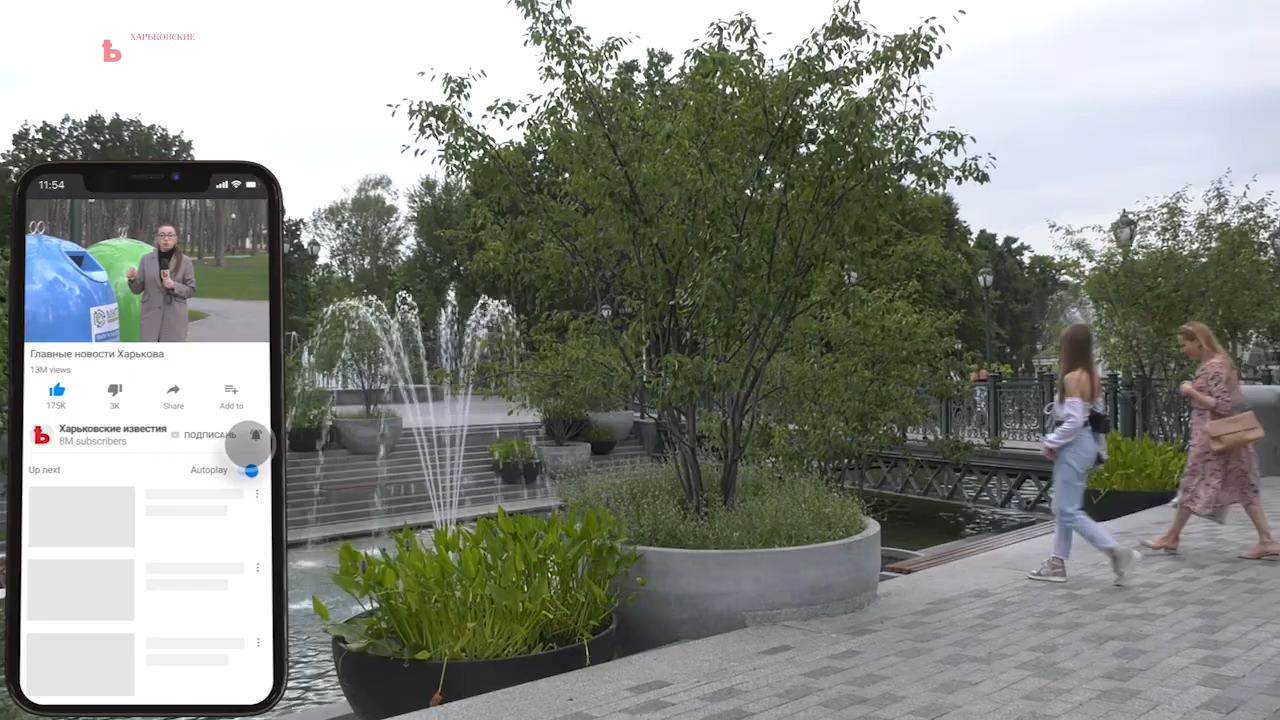 ХАРЬКОВСКИЕ
Ъ
11:54
Главные новости Харькова
13M views
175K
3K
Share
Add to
Ъ
Харьковские известия
8M subscribers
ПОДПИСАНЬ
Up next
Autoplay